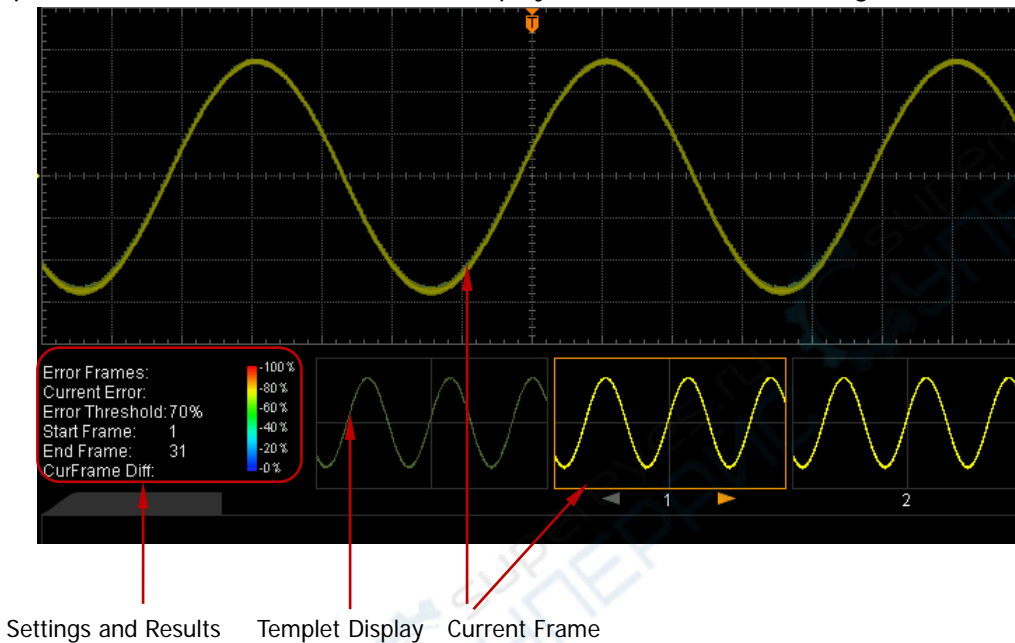 T
Error Frames:
Current Error:
Error Threshold:70%
Start Frame: 1
End Frame: 31
CurFrame Diff:
-100%
-80%
-60%
-40%
-20%
-0%
1
2
Settings and Results Templet Display Current Frame